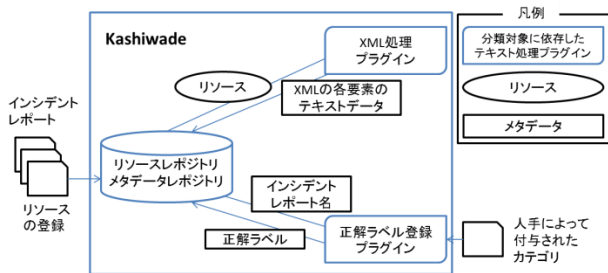 Kashiwade
XML処理
プラグイン
リソース
XMLの各要素の
テキストデータ
インシデント
レポート
リソースの登録
リソースレポジトリ
メタデータレポジトリ
インシデント
レポート名
正解ラベル
正解ラベル登録
プラグイン
人手によって
付与された
カテゴリ
凡例
分類対象に依存した
テキスト処理プラグイン
リソース
メタデータ